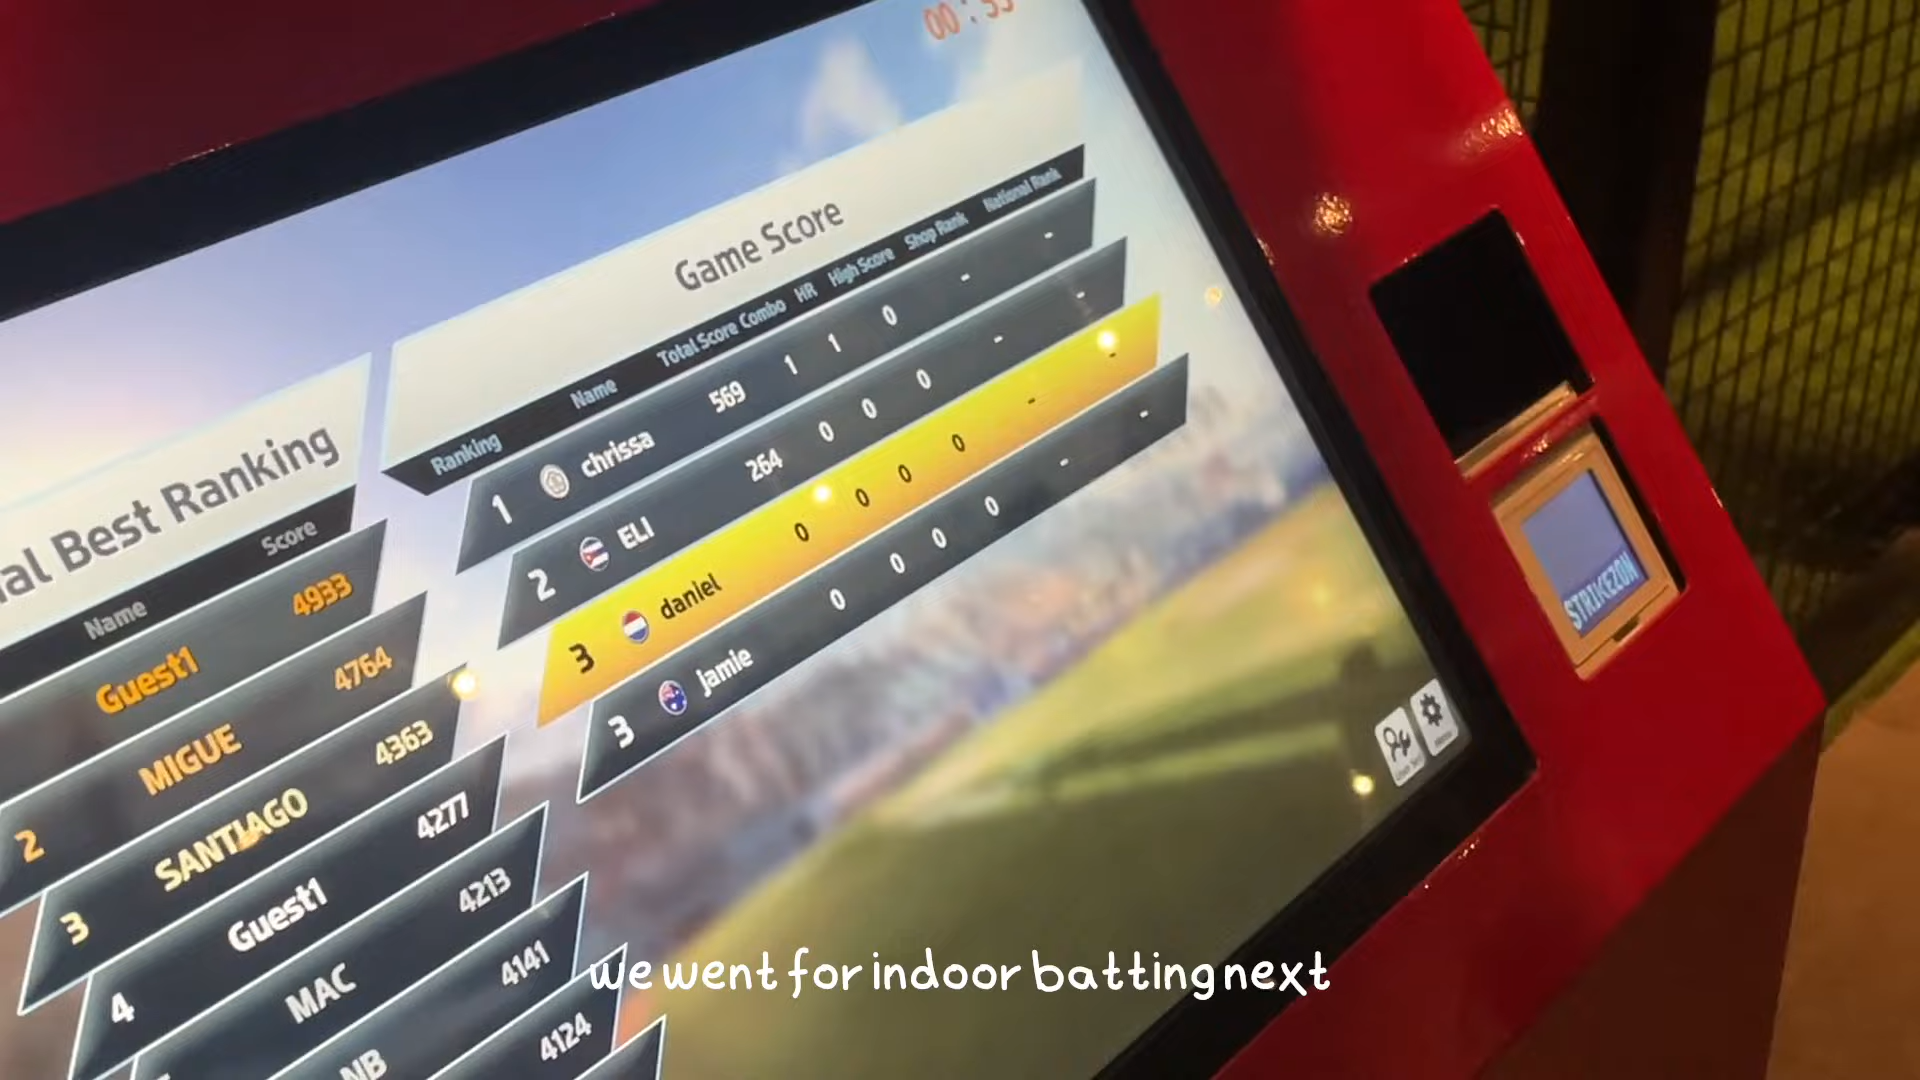 00:53
al Best Ranking
Name Score
Guest1 4933
2 MIGUE 4764
3 SANTIAGO 4363
4 Guest1 4277
MAC 4213
NB 4141
4124
Game Score
Ranking Name Total Score Combo HR High Score Shop Rank National Rank
1 chrissa 569 1 1 0 - -
2 ELI 264 0 0 0 - -
3 daniel 0 0 0 0 - -
3 jamie 0 0 0 0 - -
STRIKEZON
we went for indoor batting next